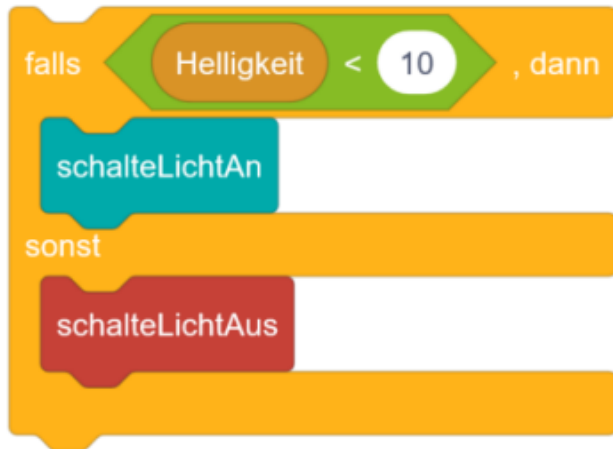 falls Helligkeit < 10 , dann
schalteLichtAn
sonst
schalteLichtAus